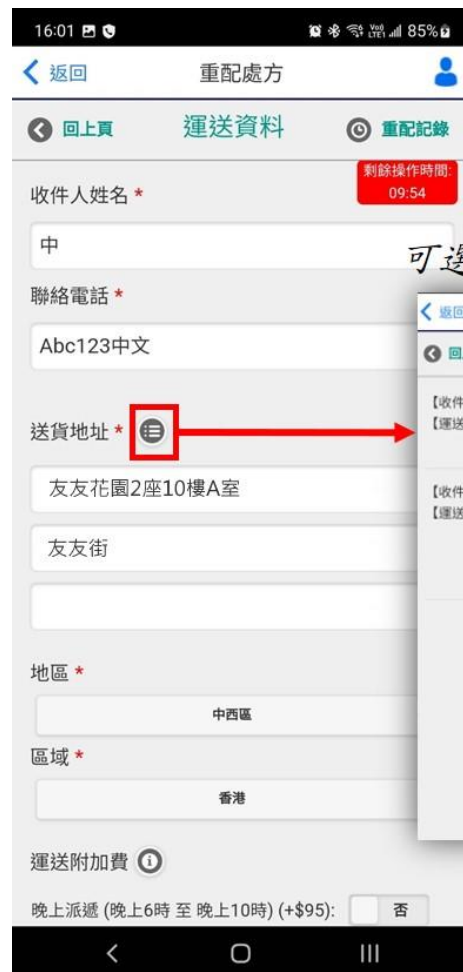 16:01 85%
返回 重配處方
回上頁 運送資料 重配記錄
剩餘操作時間:
09:54
收件人姓名 *
中
可選
聯絡電話 *
Abc123中文
返回
回
【收件
【運送
送貨地址 *
友友花園2座10樓A室
【收件
【運送
友友街
地區 *
中西區
區域 *
香港
運送附加費
晚上派遞 (晚上6時 至 晚上10時) (+$95): 否